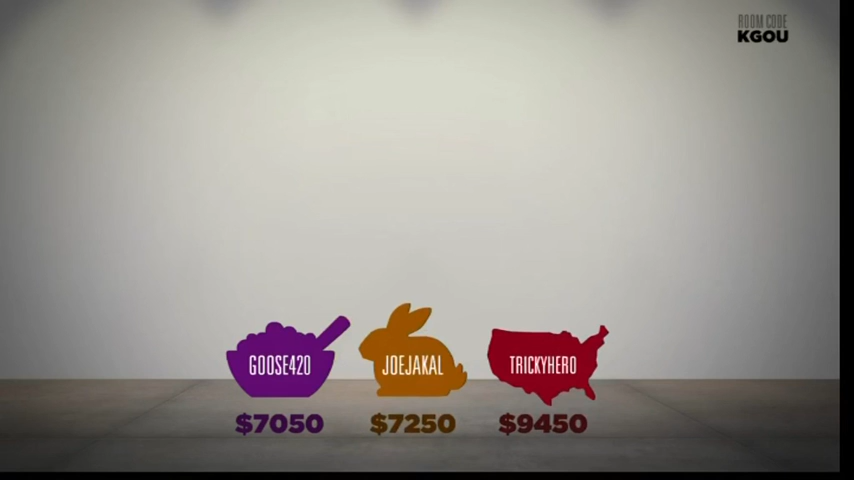 ROOM CODE
KGOU
GOOSE420
JOEJAKAL
TRICKYHERO
$7050
$7250
$9450